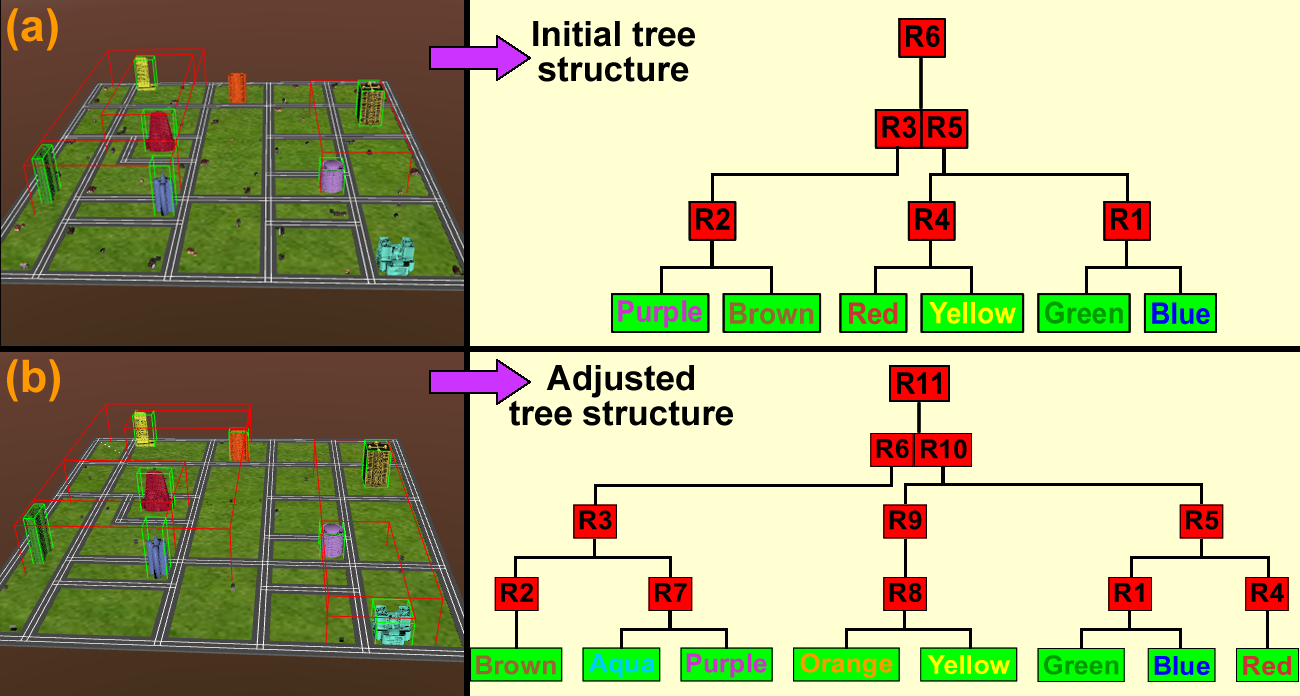 (a)
Initial tree
structure
R6
R3 R5
R2 R4 R1
Purple Brown Red Yellow Green Blue
(b)
Adjusted
tree structure
R11
R6 R10
R3 R9 R5
R2 R7 R8 R1 R4
Brown Aqua Purple Orange Yellow Green Blue Red